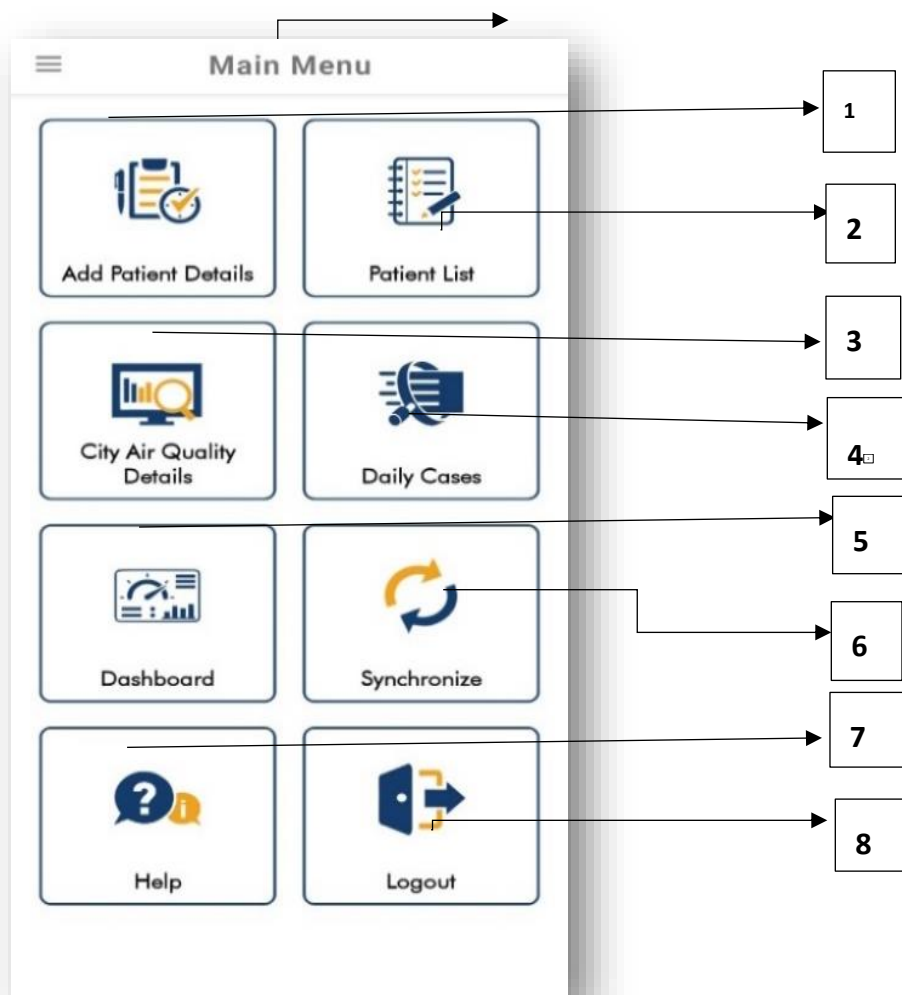 Main Menu
1
Add Patient Details
Patient List
2
3
City Air Quality
Details
Daily Cases
4
5
Dashboard
Synchronize
6
7
Help
Logout
8